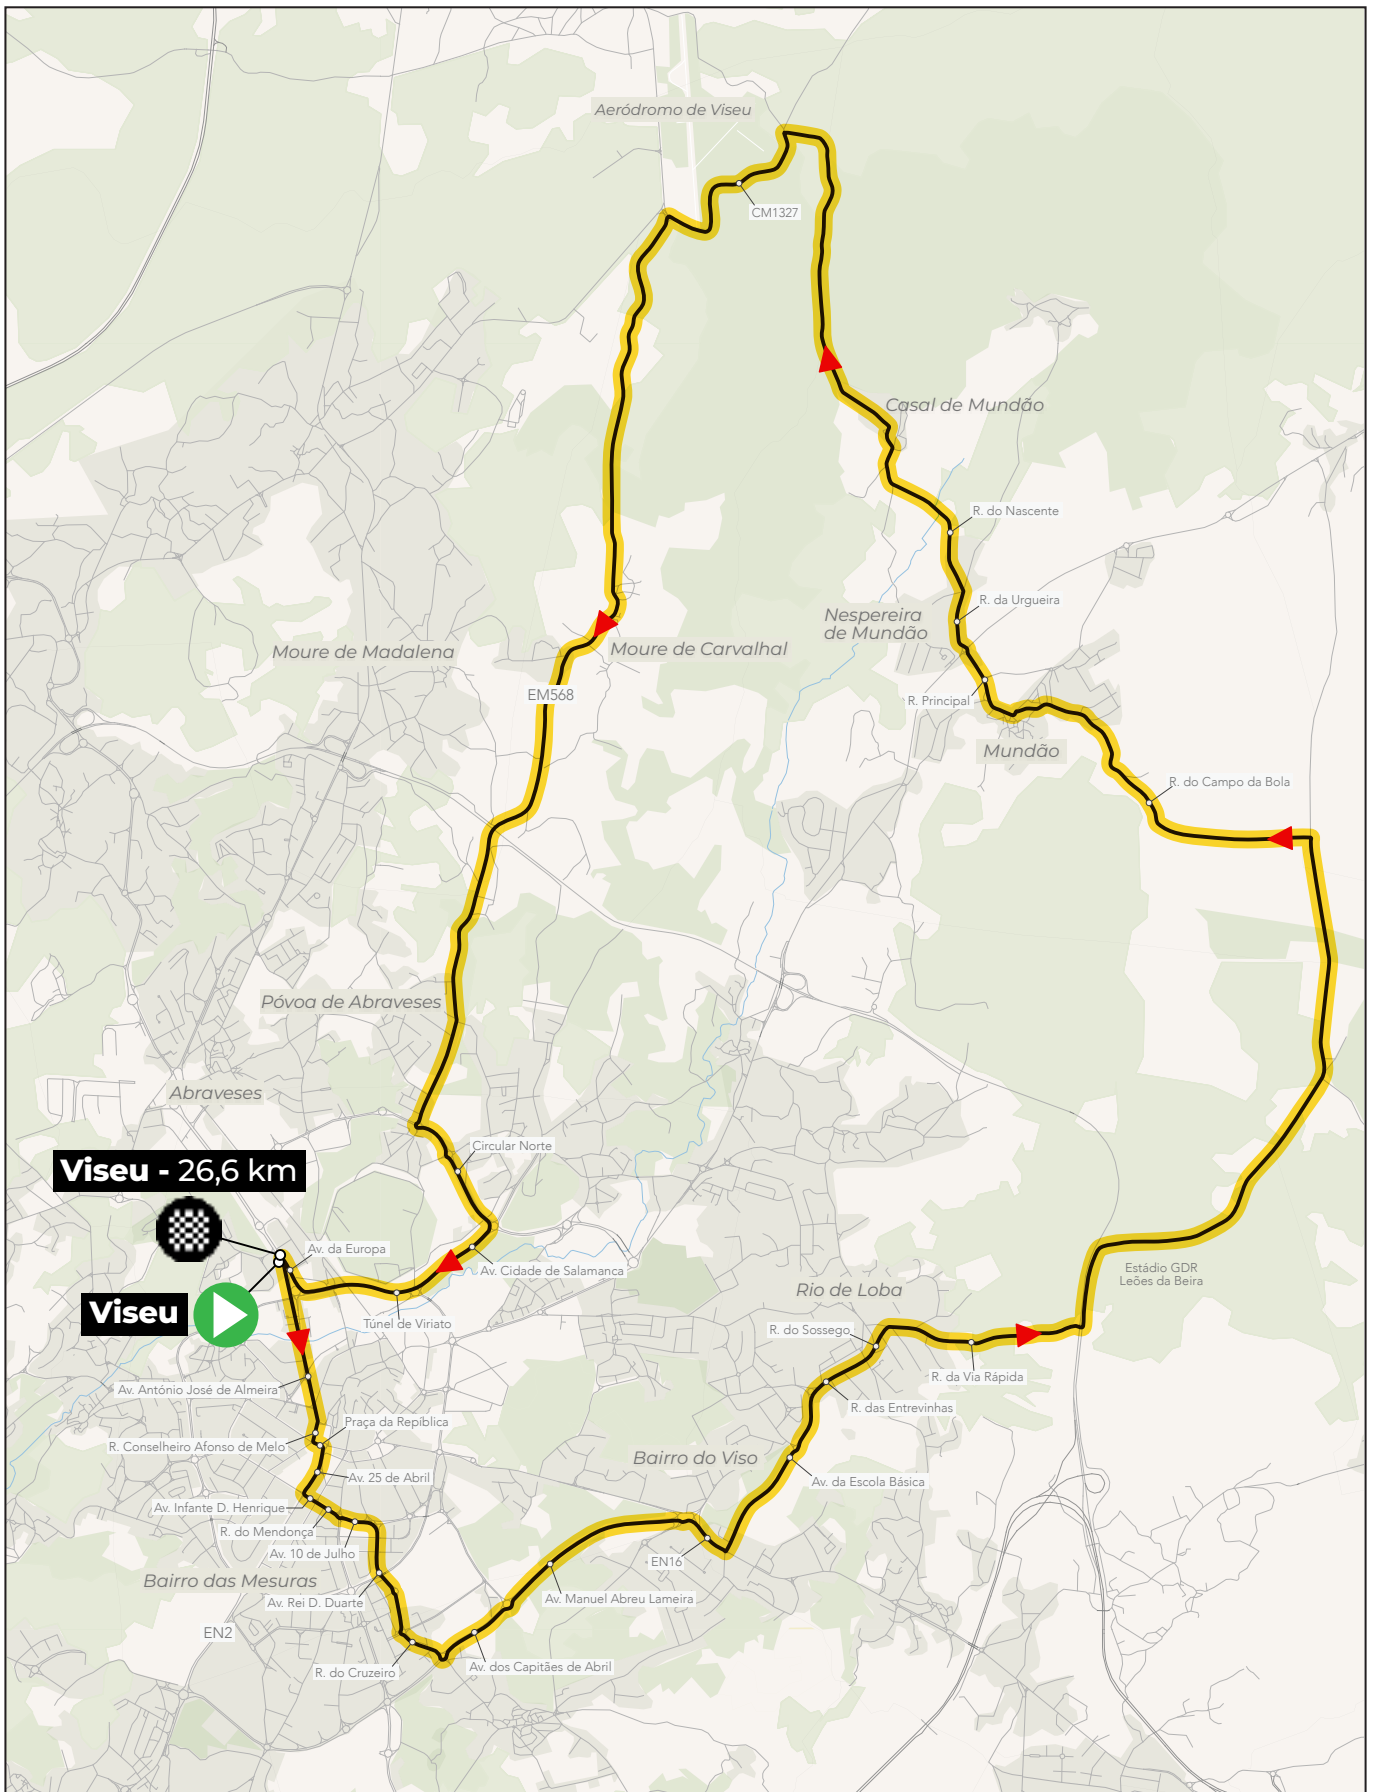 Aeródromo de Viseu
CM1327
Casal de Mundão
R. do Nascente
R. da Urgueira
Nespereira
de Mundão
Moure de Madalena
Moure de Carvalhal
EM568
R. Principal
Mundão
R. do Campo da Bola
Póvoa de Abraveses
Abraveses
Circular Norte
Viseu - 26,6 km
Av. da Europa
Av. Cidade de Salamanca
Estádio GDR
Leões da Beira
Rio de Loba
Viseu
Túnel de Viriato
R. do Sossego
R. da Via Rápida
Av. António José de Almeira
R. das Entrevinhas
Praça da Repíblica
R. Conselheiro Afonso de Melo
Bairro do Viso
Av. 25 de Abril
Av. da Escola Básica
Av. Infante D. Henrique
R. do Mendonça
Av. 10 de Julho
EN16
Bairro das Mesuras
Av. Rei D. Duarte
Av. Manuel Abreu Lameira
EN2
R. do Cruzeiro
Av. dos Capitães de Abril